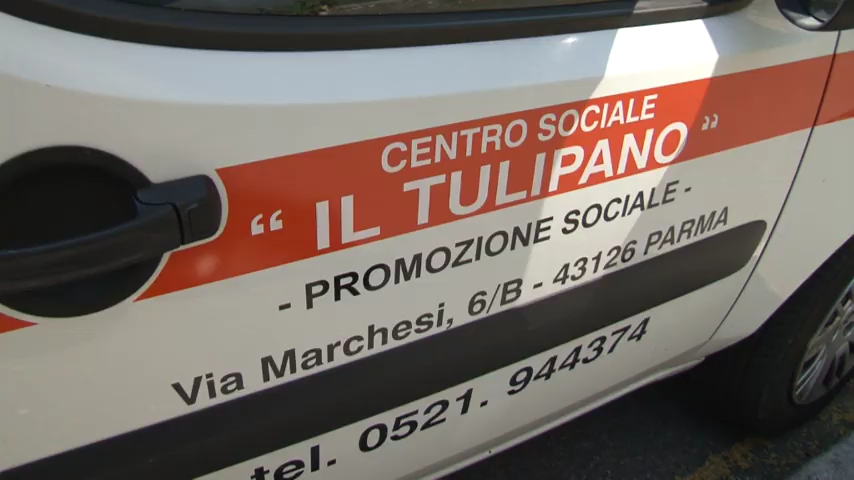 CENTRO SOCIALE
“ IL TULIPANO ”
- PROMOZIONE SOCIALE -
Via Marchesi, 6/B - 43126 PARMA
tel. 0521. 944374